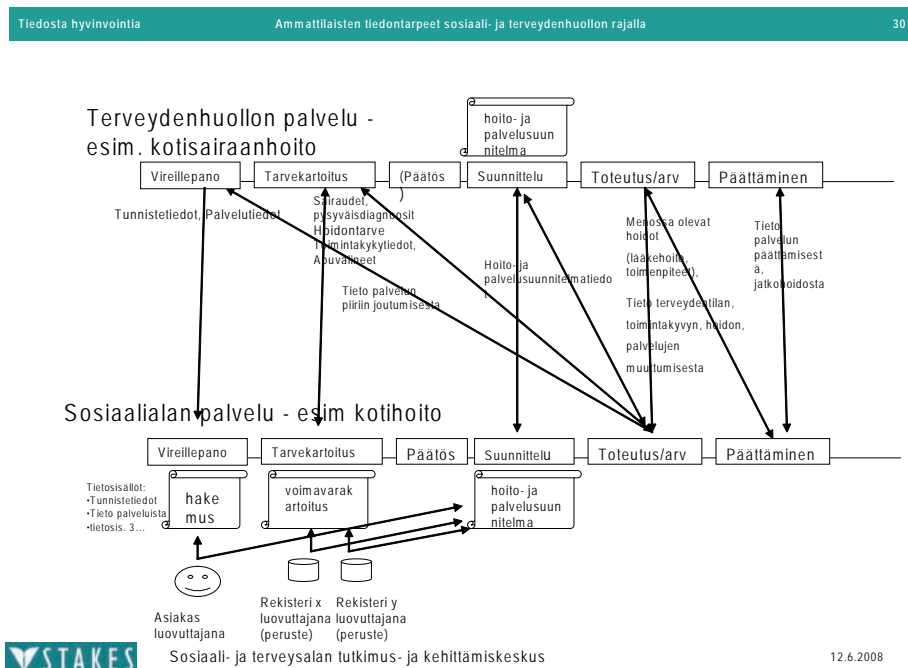 Tiedosta hyvinvointia
Ammattilaisten tiedontarpeet sosiaali- ja terveydenhuollon rajalla
30
Terveydenhuollon palvelu -
esim. kotisairaanhoito
hoito- ja
palvelusuun
nitelma
Vireillepano
Tarvekartoitus
(Päätös
)
Suunnittelu
Toteutus/arv
Päättäminen
Tunnistetiedot, Palvelutiedot
Sairaudet,
pysyväisdiagnoosit
Hoidontarve
Toimintakykytiedot,
Apuvälineet
Tieto palvelun
piiriin joutumisesta
Hoito- ja
palvelusuunnitelmatiedo
t
Menossa olevat
hoidot
(lääkehoito,
toimenpiteet),
Tieto terveydentilan,
toimintakyvyn, hoidon,
palvelujen
muuttumisesta
Tieto
palvelun
päättämisest
ä,
jatkohoidosta
Sosiaalialan palvelu - esim kotihoito
Vireillepano
Tarvekartoitus
Päätös
Suunnittelu
Toteutus/arv
Päättäminen
Tietosisällöt:
•Tunnistetiedot
•Tieto palveluista
•tietosis. 3...
hake
mus
voimavarak
artoitus
hoito- ja
palvelusuun
nitelma
Asiakas
luovuttajana
Rekisteri x
luovuttajana
(peruste)
Rekisteri y
luovuttajana
(peruste)
STAKES
Sosiaali- ja terveysalan tutkimus- ja kehittämiskeskus
12.6.2008